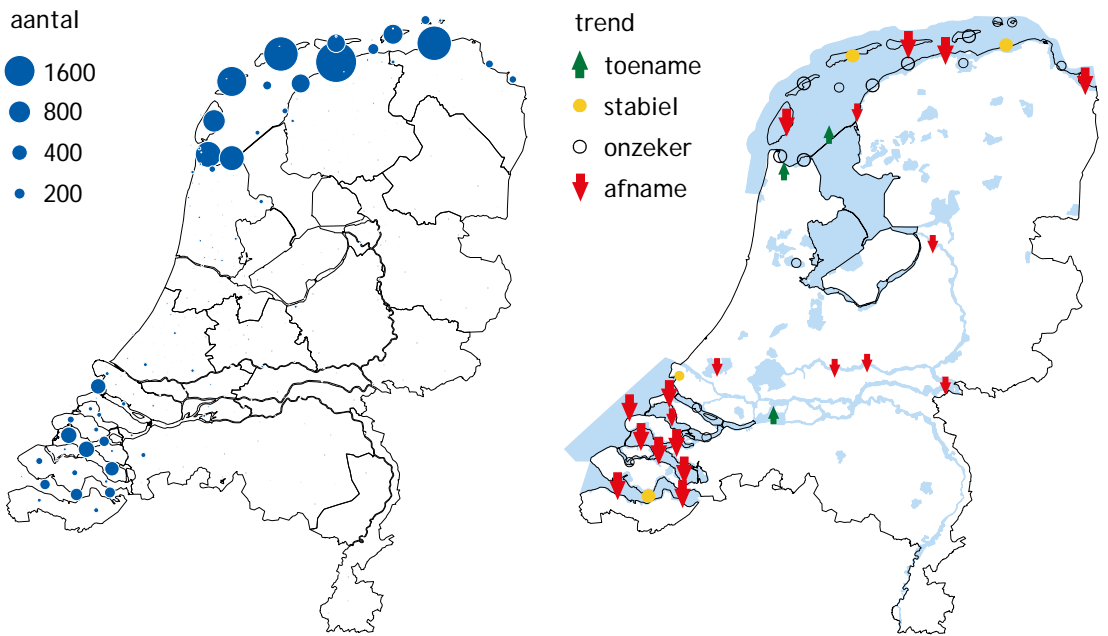 aantal
1600
800
400
200
trend
toename
stabiel
onzeker
afname